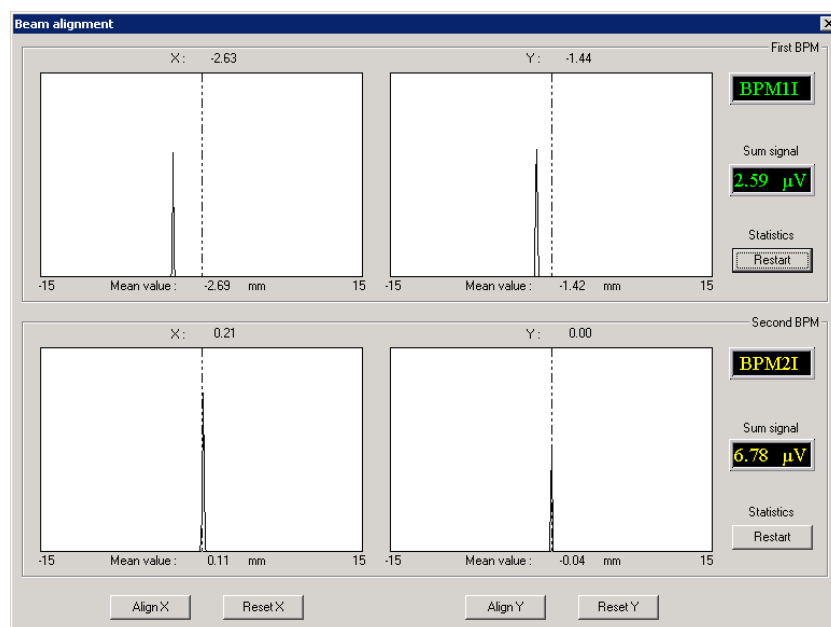 Beam alignment
First BPM
X : -2.63 Y : -1.44
BPM1I
Sum signal
2.59 µV
Statistics
Restart
-15 Mean value : -2.69 mm 15 -15 Mean value : -1.42 mm 15
Second BPM
X : 0.21 Y : 0.00
BPM2I
Sum signal
6.78 µV
Statistics
Restart
-15 Mean value : 0.11 mm 15 -15 Mean value : -0.04 mm 15
Align X Reset X Align Y Reset Y